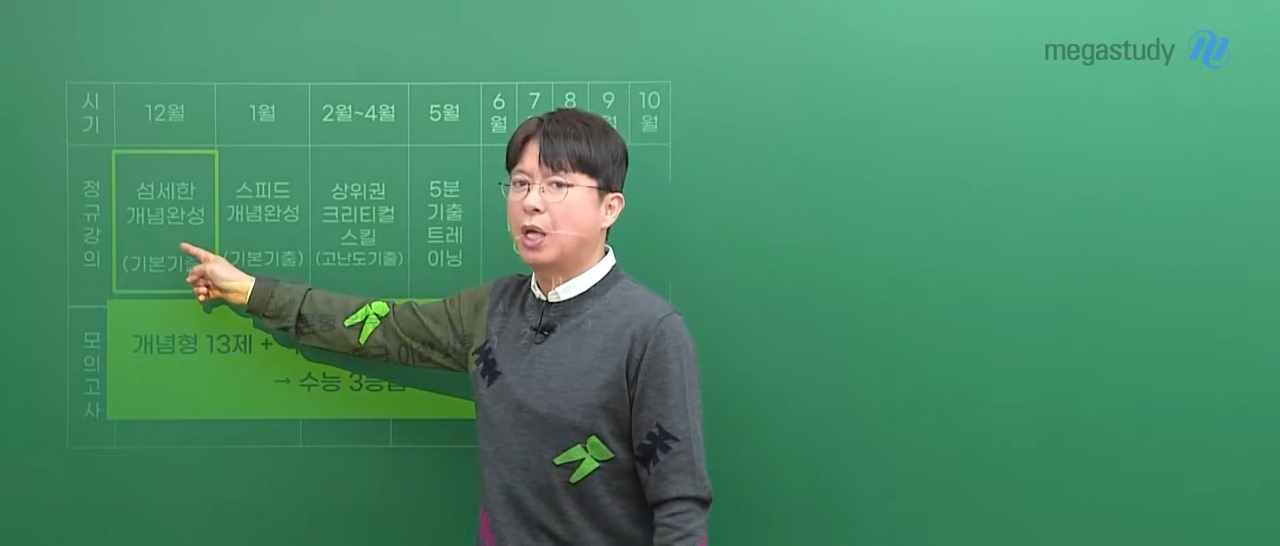 megastudy
시기
12월
1월
2월~4월
5월
6월
7
8
9월
10월
정규강의
섬세한
개념완성
스피드
개념완성
(기본기출)
상위권
크리티컬
스킬
(고난도기출)
5분
기출
트레
이닝
모의고사
개념형 13제 +
→ 수능 3등급